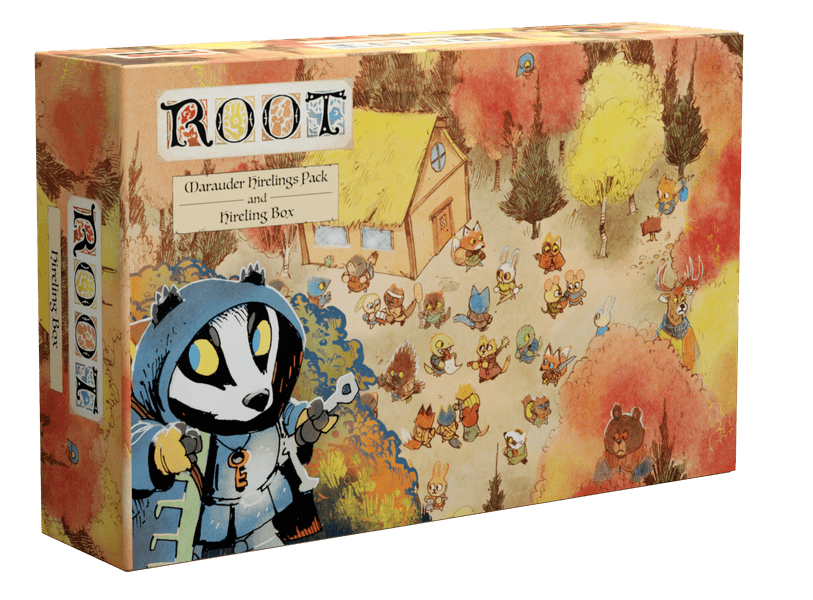 ROOT
Marauder Hirelings Pack
and
Hireling Box
ROOT
Hireling Box